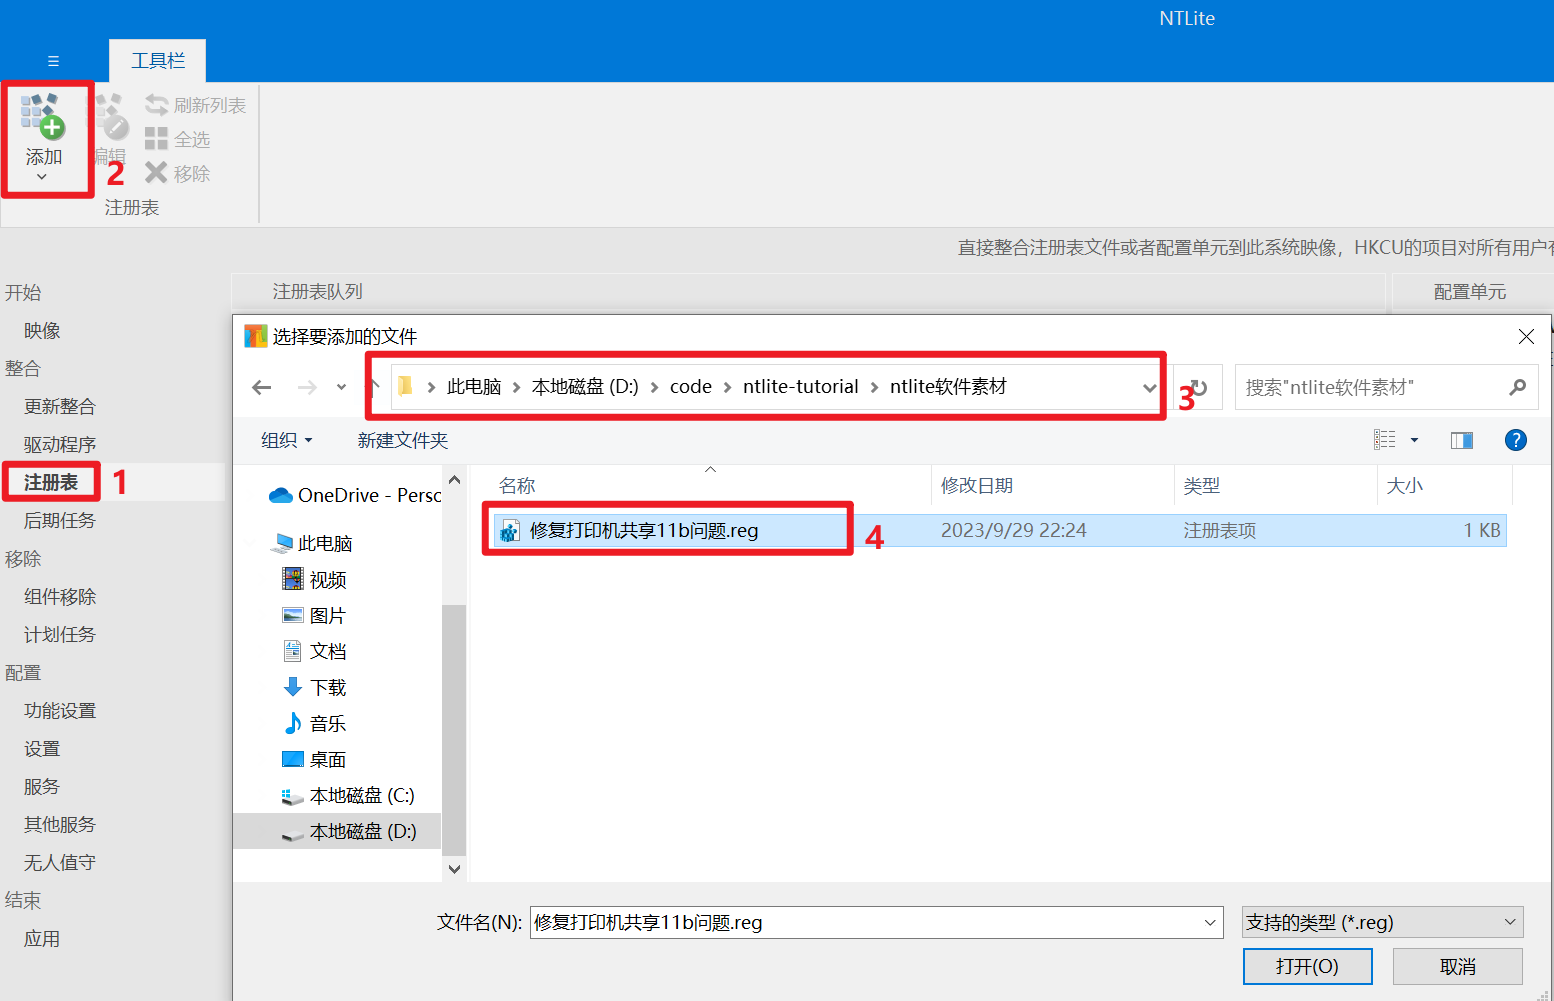 NTLite
工具栏
添加
编辑
刷新列表
全选
移除
2
注册表
直接整合注册表文件或者配置单元到此系统映像，HKCU的项目对所有用户
开始
映像
整合
更新整合
驱动程序
注册表
1
后期任务
移除
组件移除
计划任务
配置
功能设置
设置
服务
其他服务
无人值守
结束
应用
注册表队列
配置单元
选择要添加的文件
此电脑 > 本地磁盘 (D:) > code > ntlite-tutorial > ntlite软件素材
3
搜索"ntlite软件素材"
组织
新建文件夹
OneDrive - Perso
此电脑
视频
图片
文档
下载
音乐
桌面
本地磁盘 (C:)
本地磁盘 (D:)
名称 修改日期 类型 大小
修复打印机共享11b问题.reg 4 2023/9/29 22:24 注册表项 1 KB
文件名(N): 修复打印机共享11b问题.reg 支持的类型 (*.reg)
打开(O) 取消